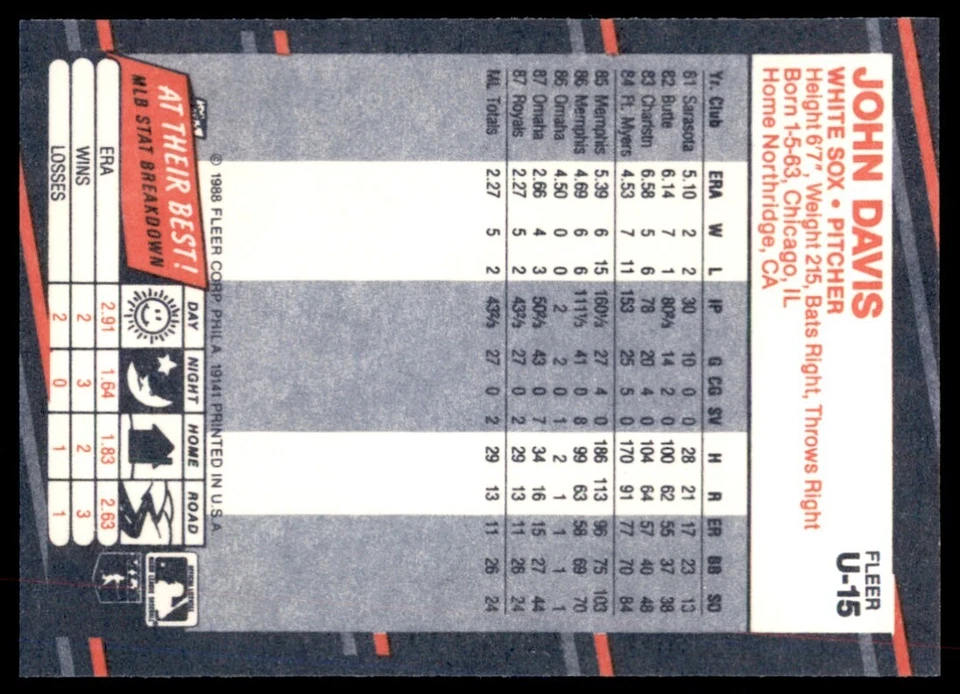 JOHN DAVIS
WHITE SOX • PITCHER
Height 6'7", Weight 215, Bats Right, Throws Right
Born 1-5-63, Chicago, IL
Home Northridge, CA
FLEER
U-15
Yr. Club ERA W L IP G CG SV H R ER BB SO
81 Sarasota 5.10 2 2 30 10 0 0 28 21 17 23 13
82 Butte 6.14 7 1 80⅔ 14 2 0 100 62 55 37 38
83 Charlstn 6.58 5 6 78 20 4 0 104 64 57 40 48
84 Ft. Myers 4.53 7 11 153 25 5 0 170 91 77 70 84
85 Memphis 5.39 6 15 160⅓ 27 4 0 186 113 96 75 103
86 Memphis 4.69 6 6 111⅓ 41 0 8 99 63 58 69 70
86 Omaha 4.50 0 0 2 2 0 0 2 1 1 1 1
87 Omaha 2.66 4 3 50⅔ 43 0 7 34 16 15 27 44
87 Royals 2.27 5 2 43⅔ 27 0 2 29 13 11 26 24
ML Totals 2.27 5 2 43⅔ 27 0 2 29 13 11 26 24
© 1988 FLEER CORP. PHILA. 19141 PRINTED IN U.S.A.
AT THEIR BEST!
MLB STAT BREAKDOWN
DAY NIGHT HOME ROAD
ERA 2.91 1.64 1.83 2.63
WINS 2 3 2 3
LOSSES 2 0 1 1